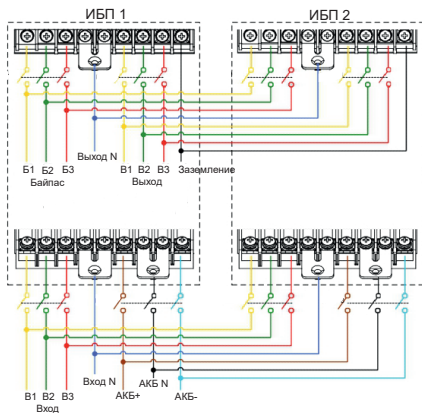 ИБП 1 ИБП 2
Выход N
Б1 Б2 Б3 В1 В2 В3 Заземление
Байпас Выход
Вход N АКБ+ АКБ N АКБ-
В1 В2 В3
Вход